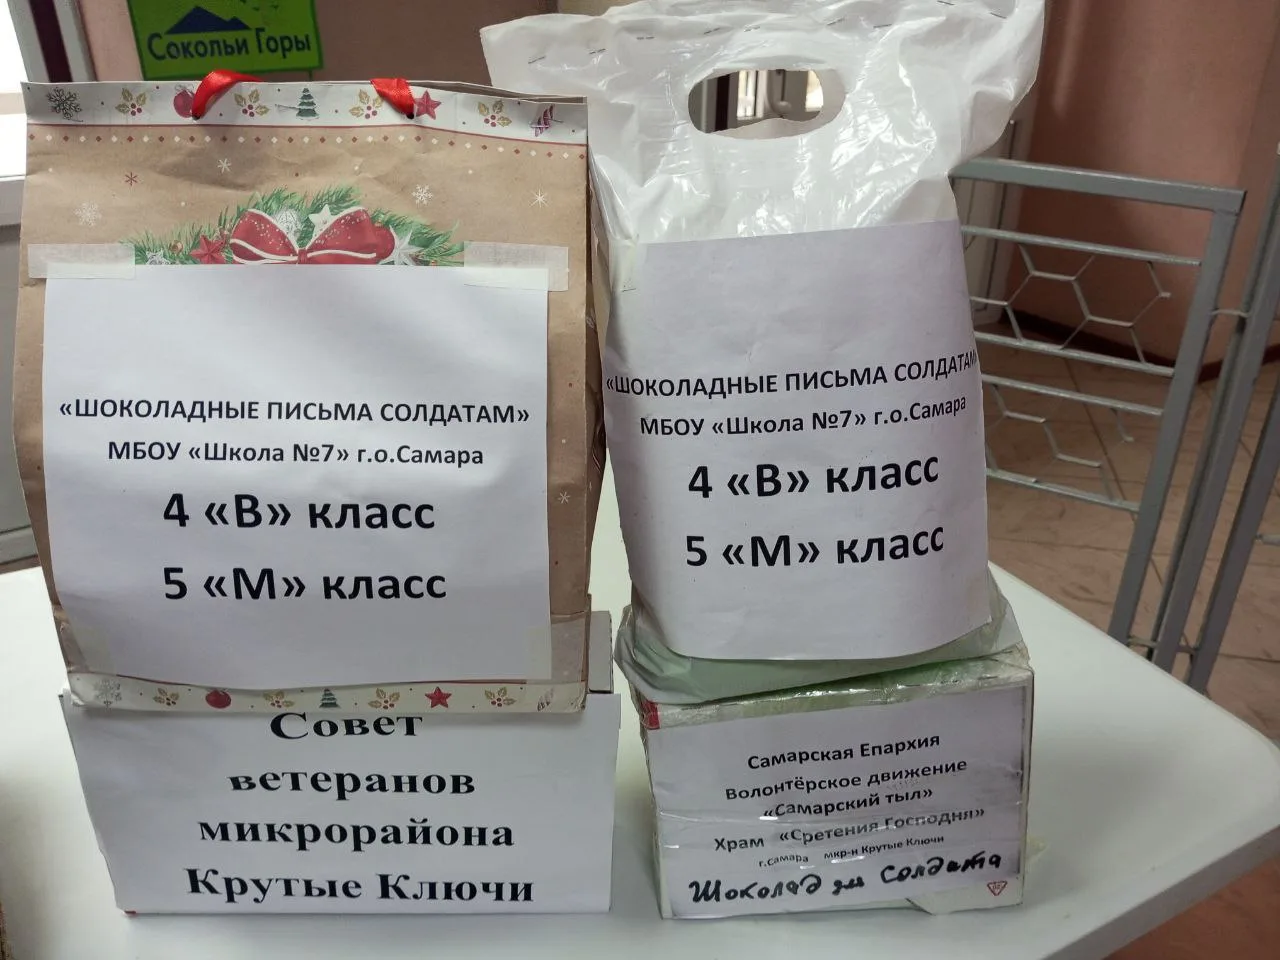 Сокольи Горы
«ШОКОЛАДНЫЕ ПИСЬМА СОЛДАТАМ»
МБОУ «Школа №7» г.о.Самара
4 «В» класс
5 «М» класс
«ШОКОЛАДНЫЕ ПИСЬМА СОЛДАТАМ
МБОУ «Школа №7» г.о.Самара
4 «В» класс
5 «М» класс
Совет
ветеранов
микрорайона
Крутые Ключи
Самарская Епархия
Волонтёрское движение
«Самарский тыл»
Храм «Сретения Господня»
г.Самара мкр-н Крутые Ключи
Шоколад для солдата